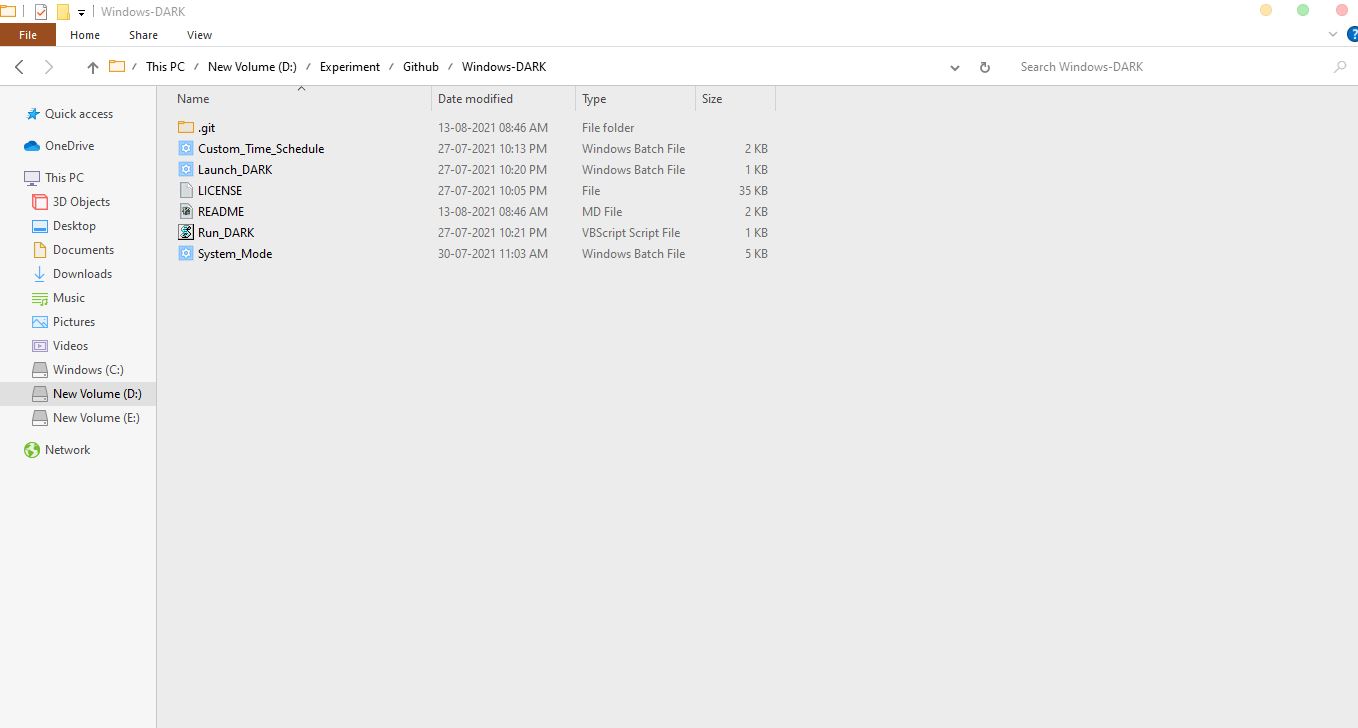 Windows-DARK
File Home Share View ?
This PC / New Volume (D:) / Experiment / Github / Windows-DARK Search Windows-DARK
Name Date modified Type Size
Quick access
OneDrive
This PC
3D Objects
Desktop
Documents
Downloads
Music
Pictures
Videos
Windows (C:)
New Volume (D:)
New Volume (E:)
Network
.git 13-08-2021 08:46 AM File folder
Custom_Time_Schedule 27-07-2021 10:13 PM Windows Batch File 2 KB
Launch_DARK 27-07-2021 10:20 PM Windows Batch File 1 KB
LICENSE 27-07-2021 10:05 PM File 35 KB
README 13-08-2021 08:46 AM MD File 2 KB
Run_DARK 27-07-2021 10:21 PM VBScript Script File 1 KB
System_Mode 30-07-2021 11:03 AM Windows Batch File 5 KB